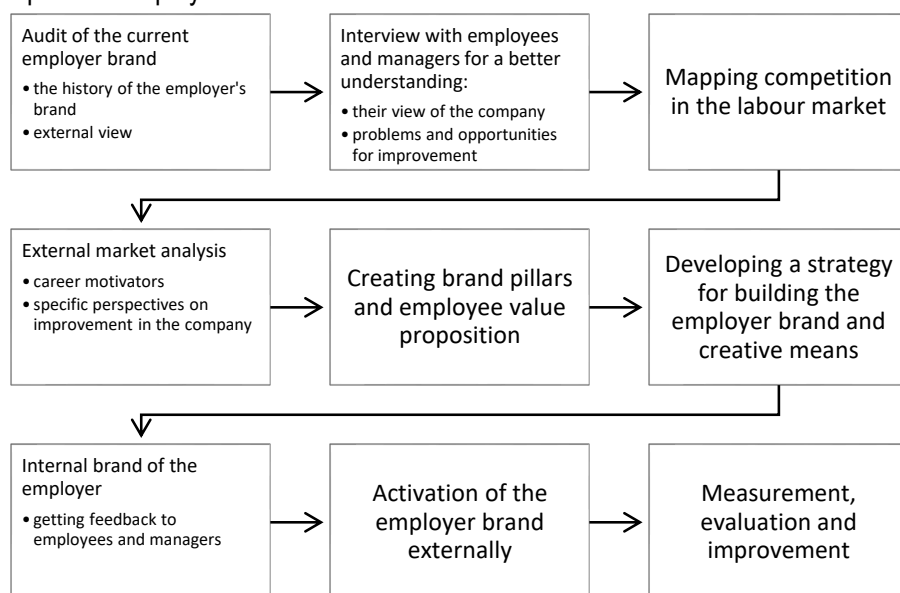 Audit of the current
employer brand
• the history of the employer's
brand
• external view
Interview with employees
and managers for a better
understanding:
• their view of the company
• problems and opportunities
for improvement
Mapping competition
in the labour market
External market analysis
• career motivators
• specific perspectives on
improvement in the company
Creating brand pillars
and employee value
proposition
Developing a strategy
for building the
employer brand and
creative means
Internal brand of the
employer
• getting feedback to
employees and managers
Activation of the
employer brand
externally
Measurement,
evaluation and
improvement